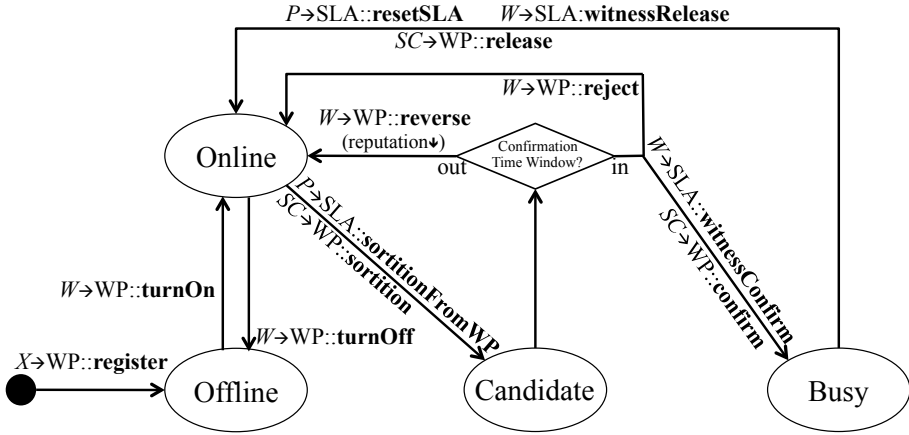 P→SLA::resetSLA W→SLA:witnessRelease
SC→WP::release
W→WP::reject
W→WP::reverse
(reputation↓)
Confirmation
Time Window?
out
in
Online
P→SLA::sortitionFromWP
SC→WP::sortition
W→SLA::witnessConfirm
SC→WP::confirm
W→WP::turnOn
W→WP::turnOff
X→WP::register
Offline
Candidate
Busy